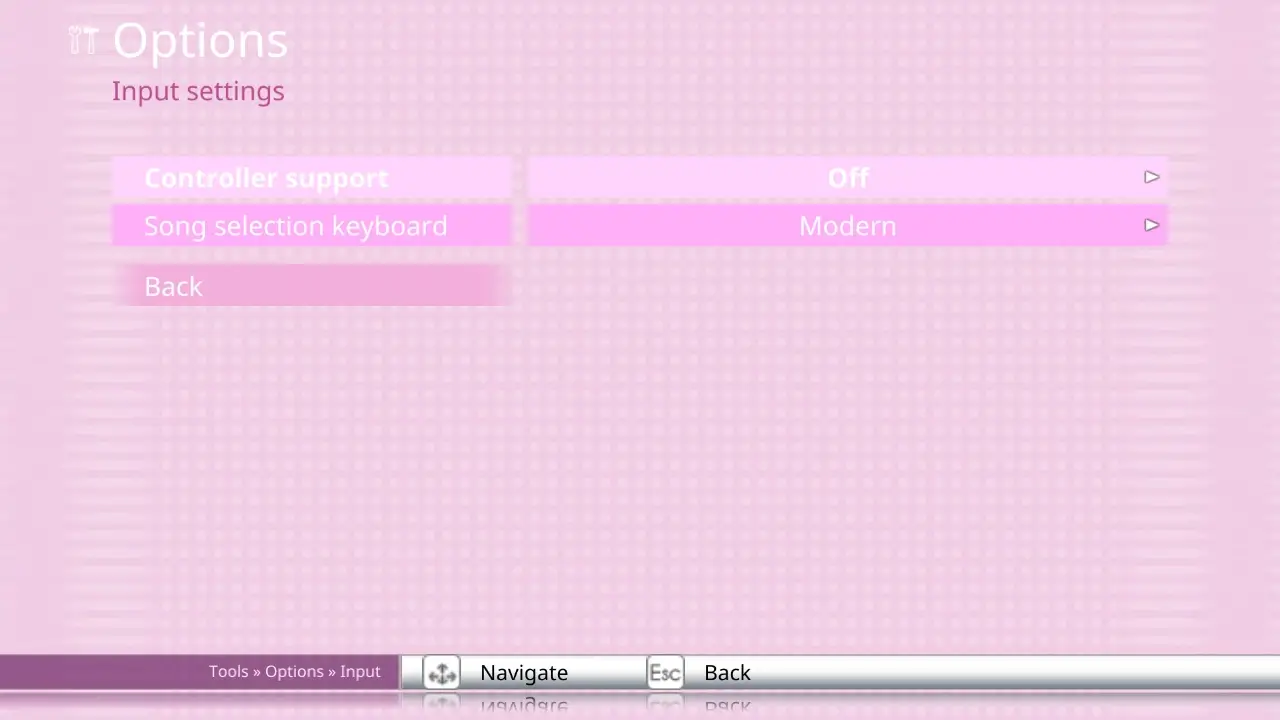 Options
Input settings
Controller support Off
Song selection keyboard Modern
Back
Tools » Options » Input Navigate Esc Back